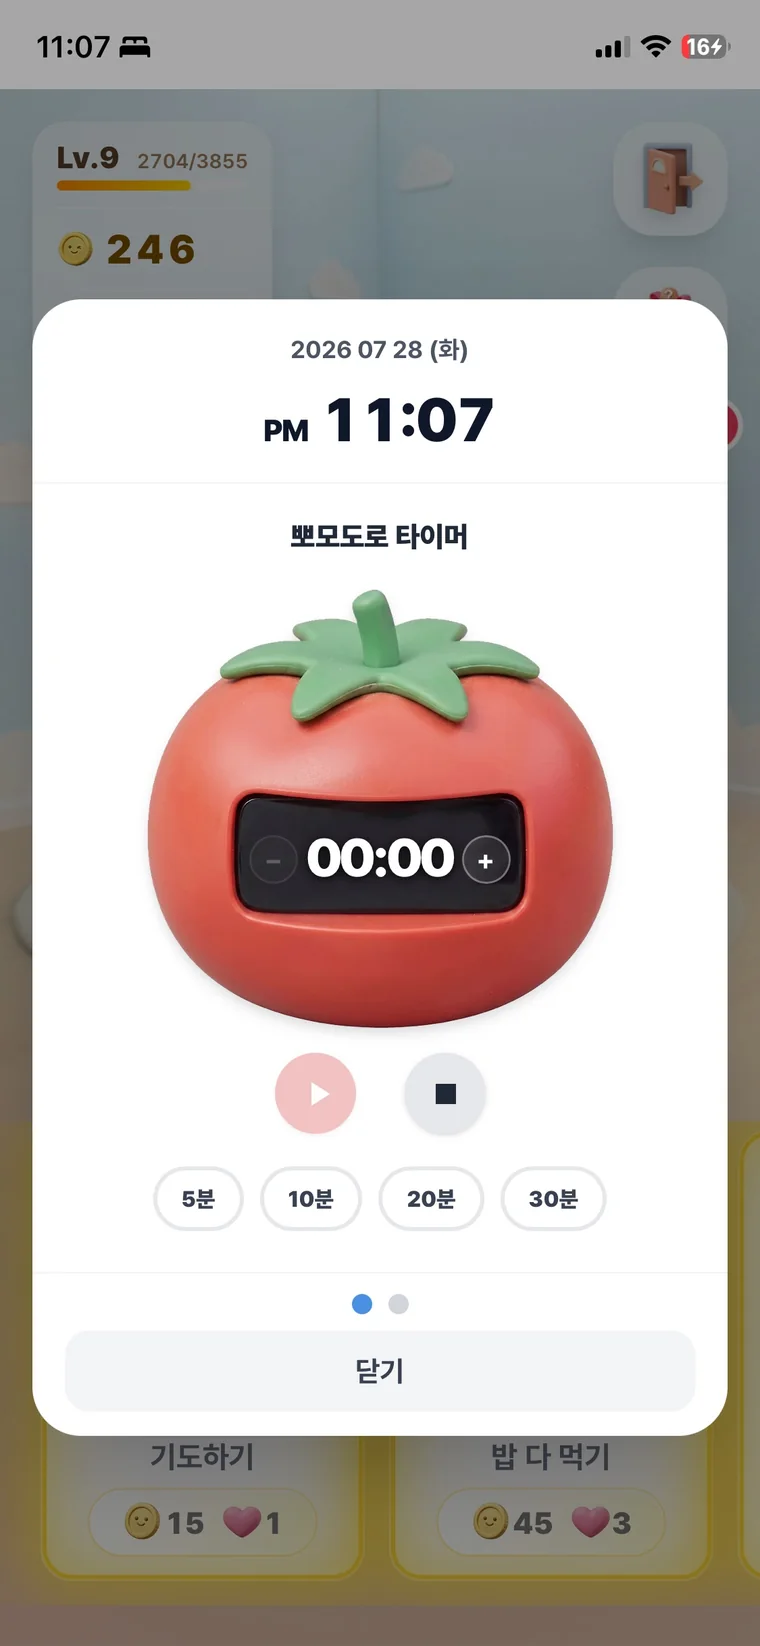 11:07
16
Lv.9 2704/3855
246
2026 07 28 (화)
PM 11:07
뽀모도로 타이머
− 00:00 +
5분 10분 20분 30분
닫기
기도하기 밥 다 먹기
15 1 45 3